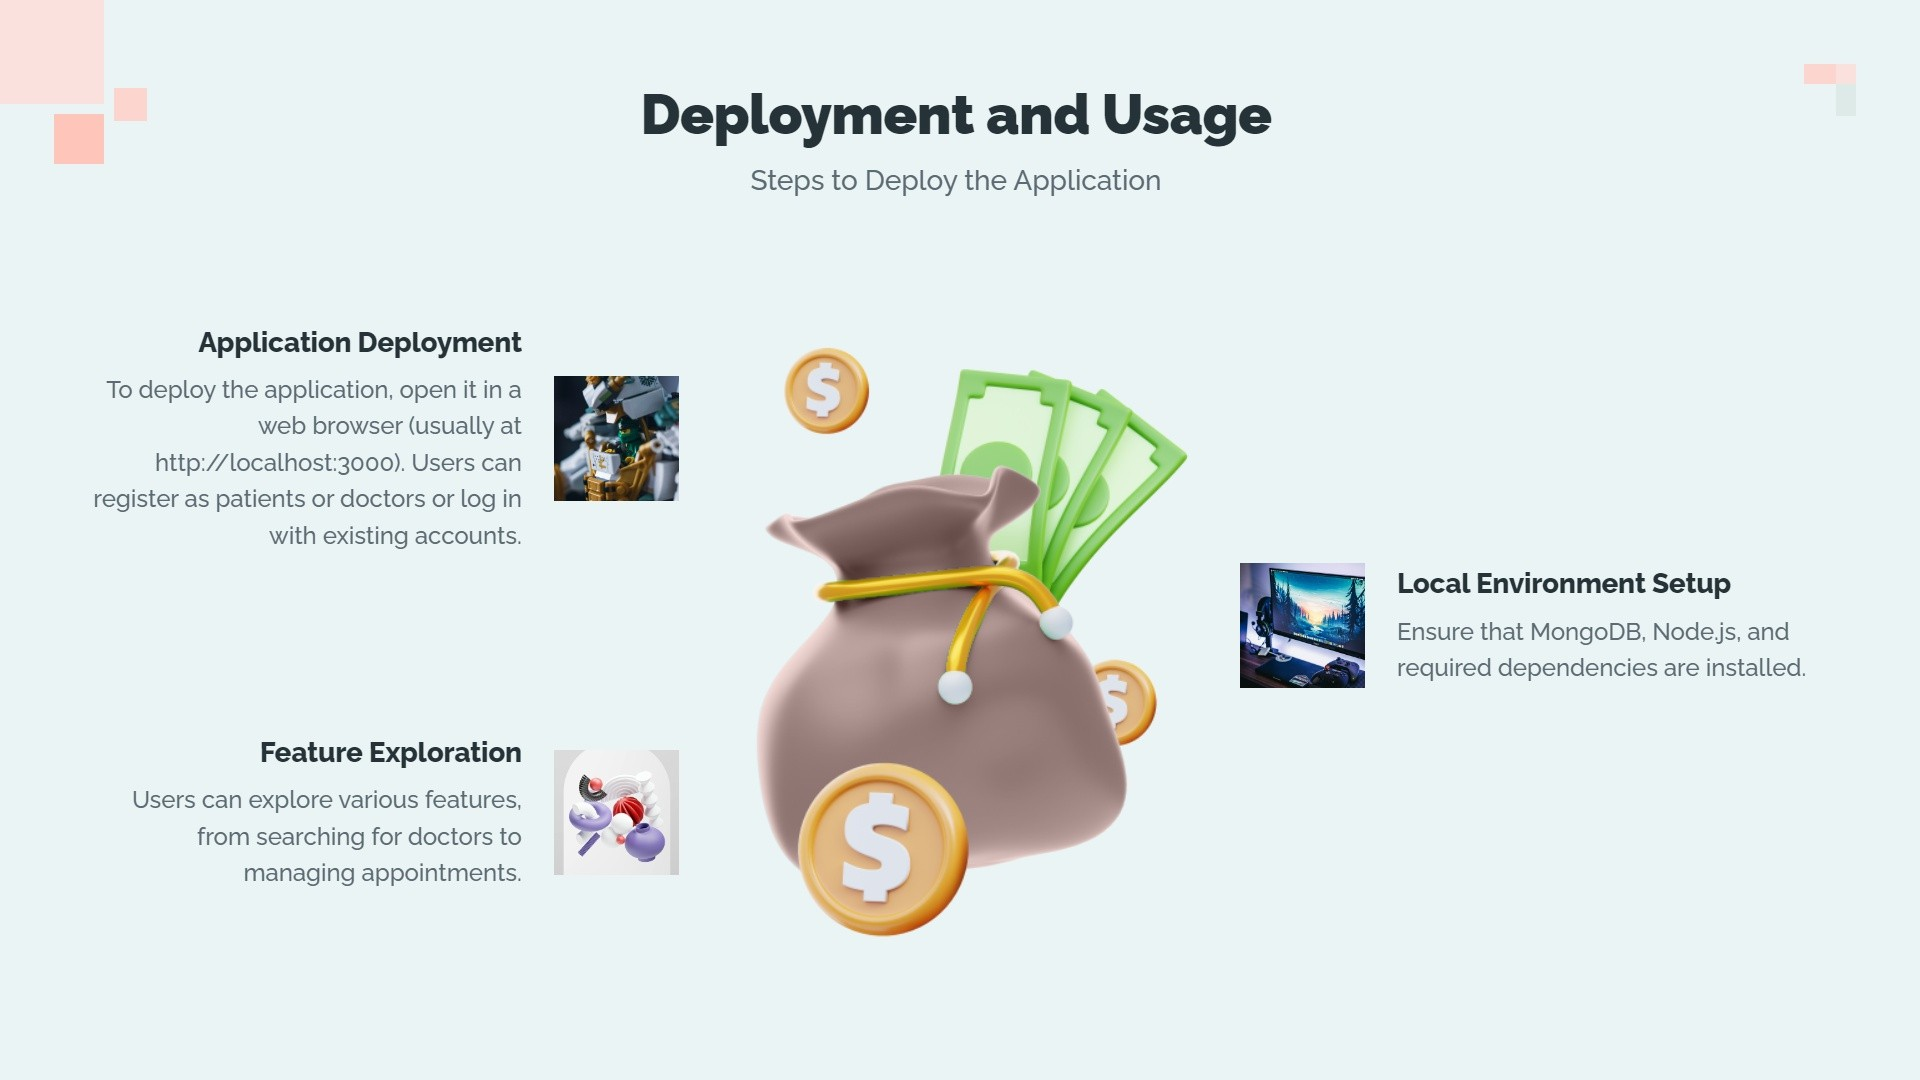 Deployment and Usage
Steps to Deploy the Application
Application Deployment
To deploy the application, open it in a
web browser (usually at
http://localhost:3000). Users can
register as patients or doctors or log in
with existing accounts.
Feature Exploration
Users can explore various features,
from searching for doctors to
managing appointments.
Local Environment Setup
Ensure that MongoDB, Node.js, and
required dependencies are installed.
$
$
$